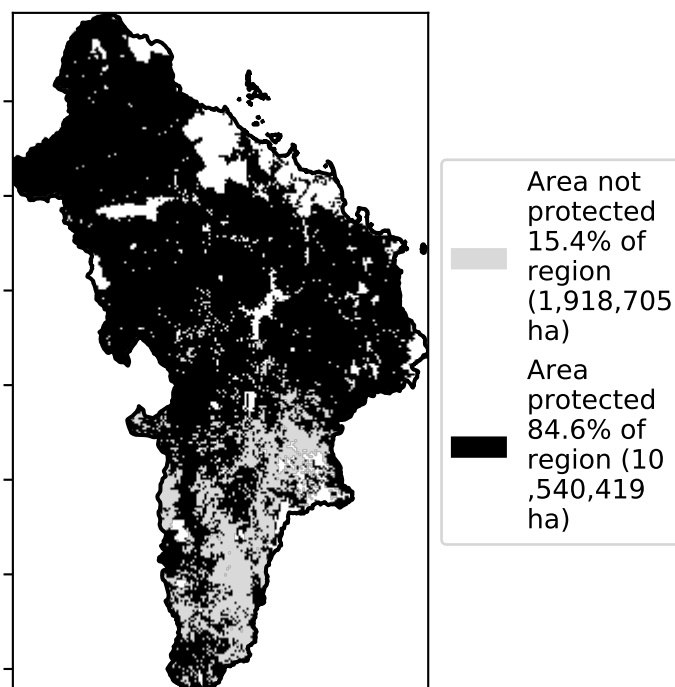 Area not
protected
15.4% of
region
(1,918,705
ha)
Area
protected
84.6% of
region (10
,540,419
ha)